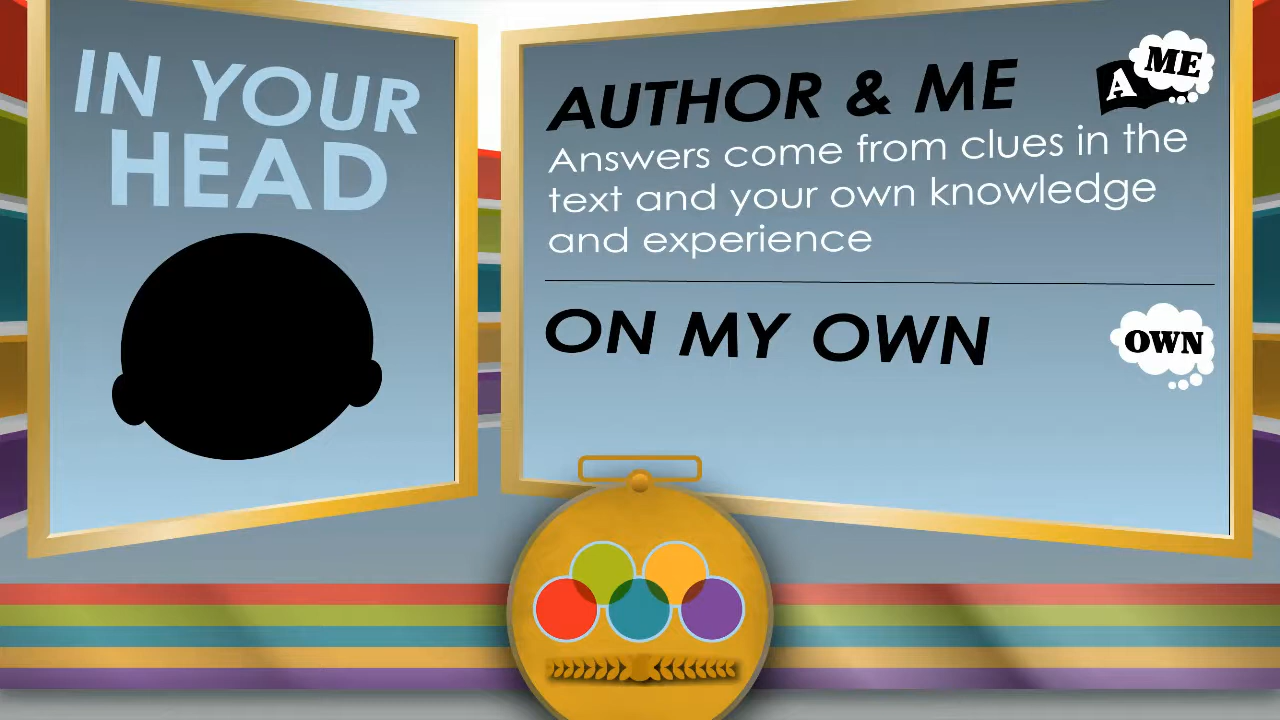 IN YOUR
HEAD
AUTHOR & ME
A ME
Answers come from clues in the
text and your own knowledge
and experience
ON MY OWN
OWN